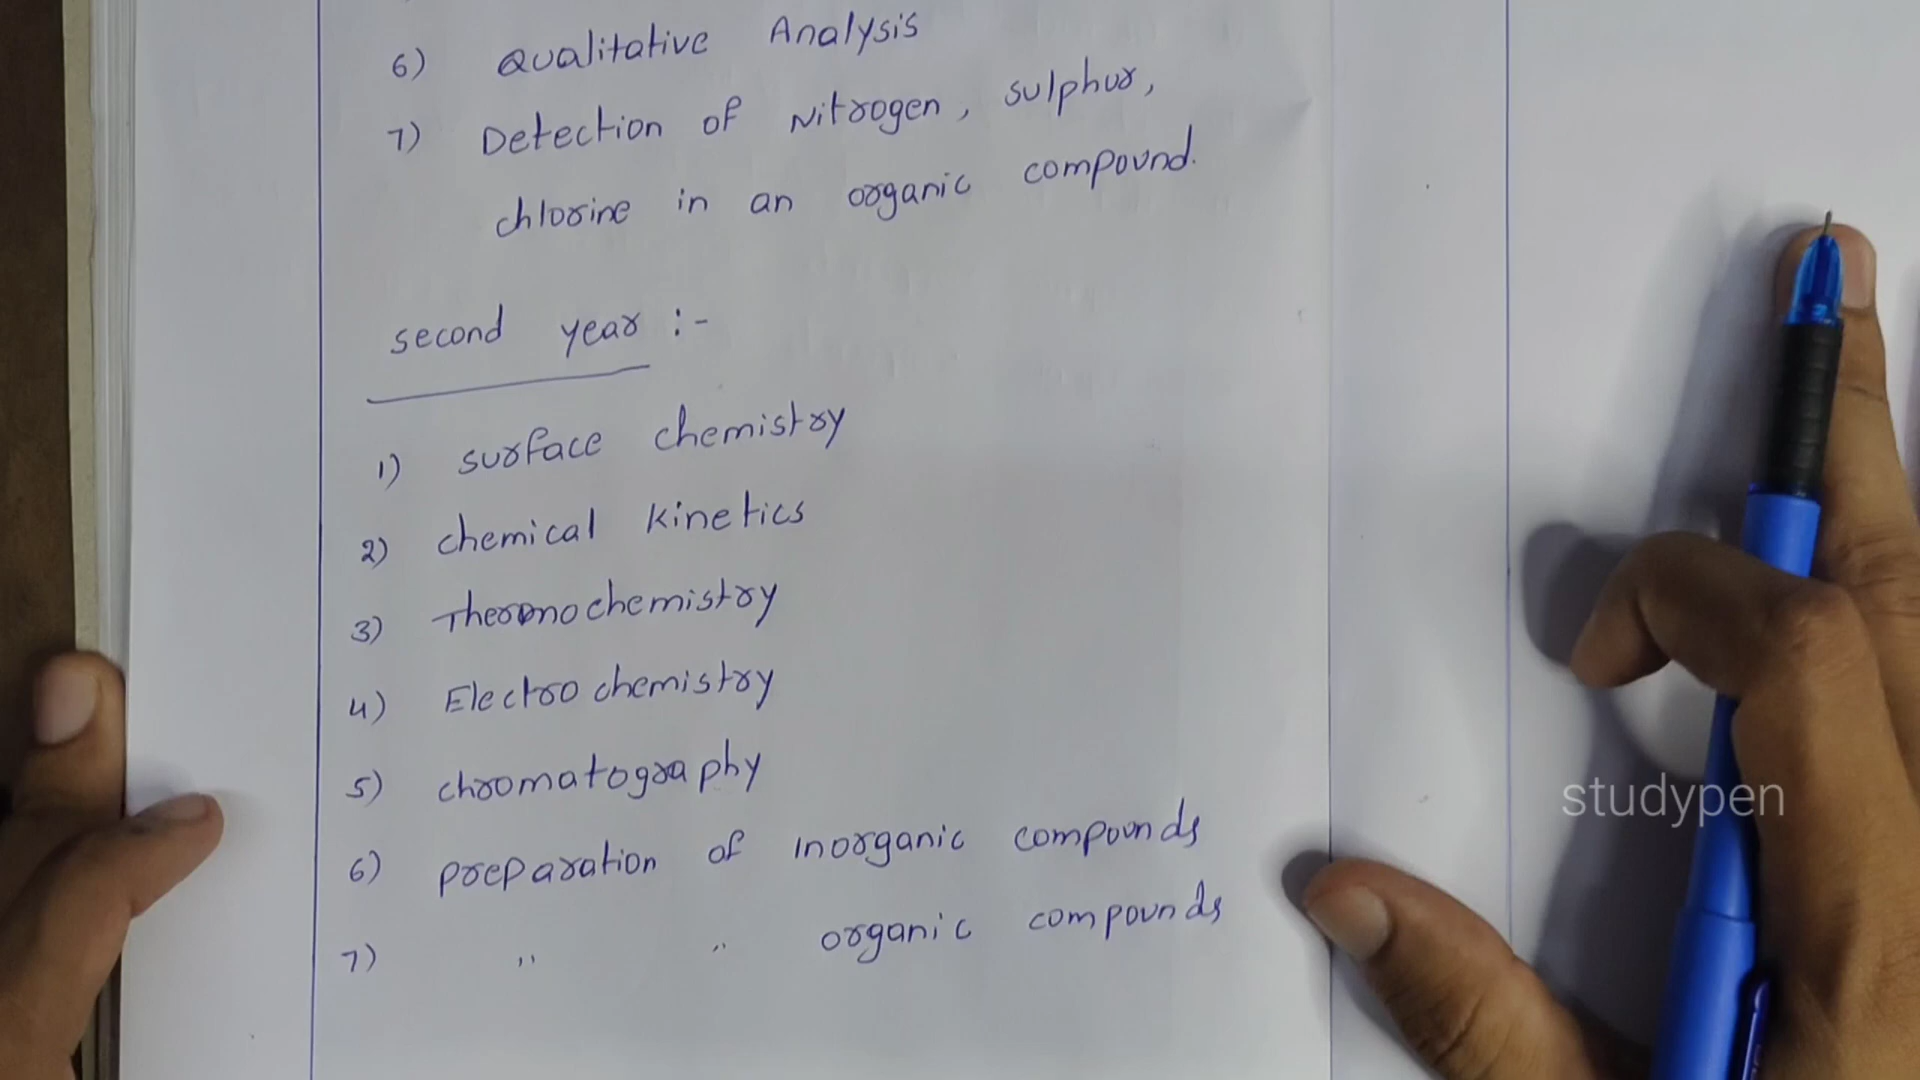 6) Qualitative Analysis
7) Detection of Nitrogen, sulphur,
chlorine in an organic compound.
second year :-
1) surface chemistry
2) chemical kinetics
3) Thermochemistry
4) Electro chemistry
5) chromatography
6) preparation of Inorganic compounds
7) " " organic compounds
studypen